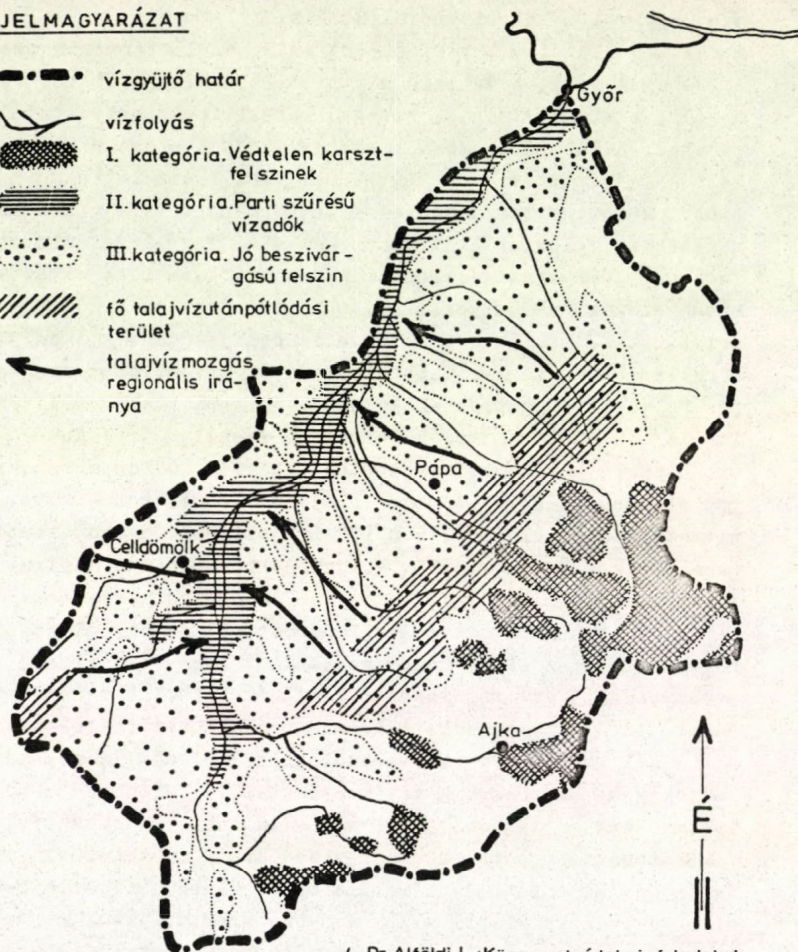 JELMAGYARÁZAT
vízgyüjtő határ
vízfolyás
I. kategória. Védtelen karszt-
felszinek
II. kategória. Parti szűrésű
vízadók
III. kategória. Jó beszivár-
gású felszin
fő talajvízutánpótlódási
terület
talajvízmozgás
regionális irá-
nya
Győr
Pápa
Celldömölk
Ajka
É